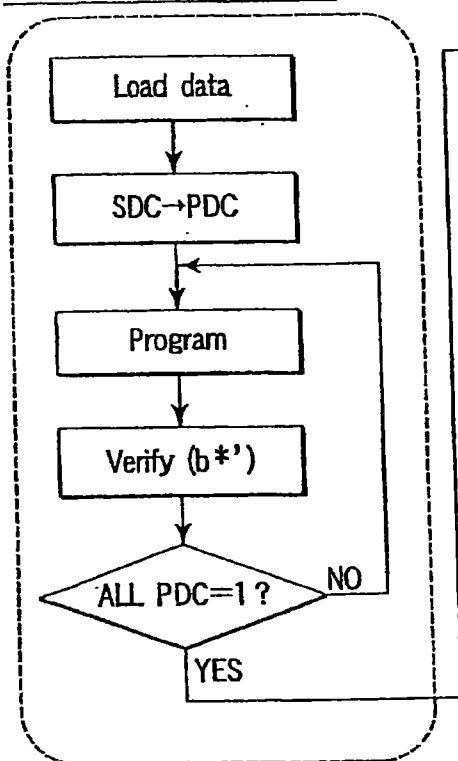 Load data
SDC→PDC
Program
Verify (b*')
ALL PDC=1?
NO
YES